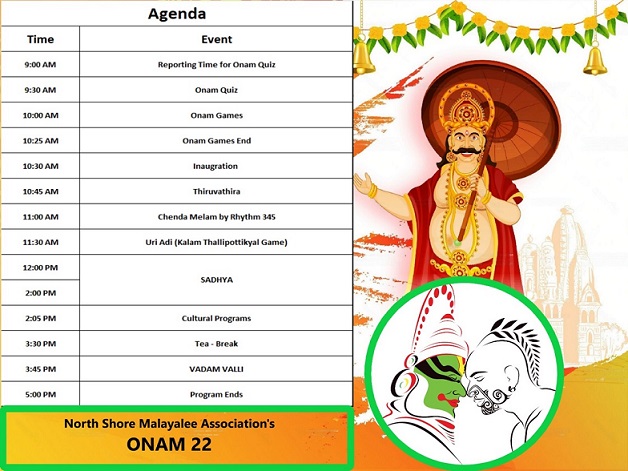 Agenda
Time Event
9:00 AM Reporting Time for Onam Quiz
9:30 AM Onam Quiz
10:00 AM Onam Games
10:25 AM Onam Games End
10:30 AM Inaugration
10:45 AM Thiruvathira
11:00 AM Chenda Melam by Rhythm 345
11:30 AM Uri Adi (Kalam Thallipottikyal Game)
12:00 PM
SADHYA
2:00 PM
2:05 PM Cultural Programs
3:30 PM Tea - Break
3:45 PM VADAM VALLI
5:00 PM Program Ends
North Shore Malayalee Association's
ONAM 22